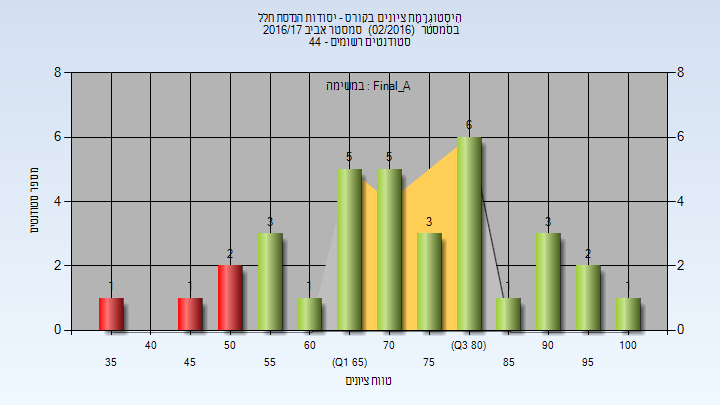 היסטוגרמת ציונים בקורס - יסודות הנדסת חלל
בסמסטר (02/2016) סמסטר אביב 2016/17
סטודנטים רשומים - 44
במשימה : Final_A
מספר סטודנטים
8 8
6 6
4 4
2 2
0 0
1 1 2 3 1 5 5 3 6 1 3 2 1
40 50 60 70 (Q3 80) 90 100
35 45 55 (Q1 65) 75 85 95
טווח ציונים